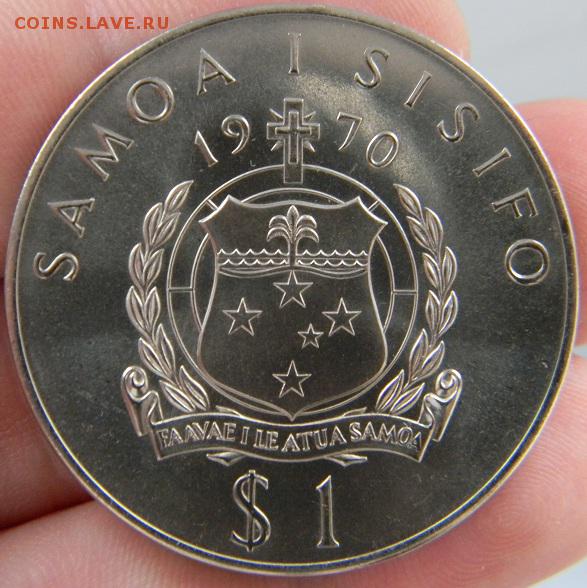 COINS.LAVE.RU
SAMOA I SISIFO
1970
FAAVAE I LE ATUA SAMOA
$ 1